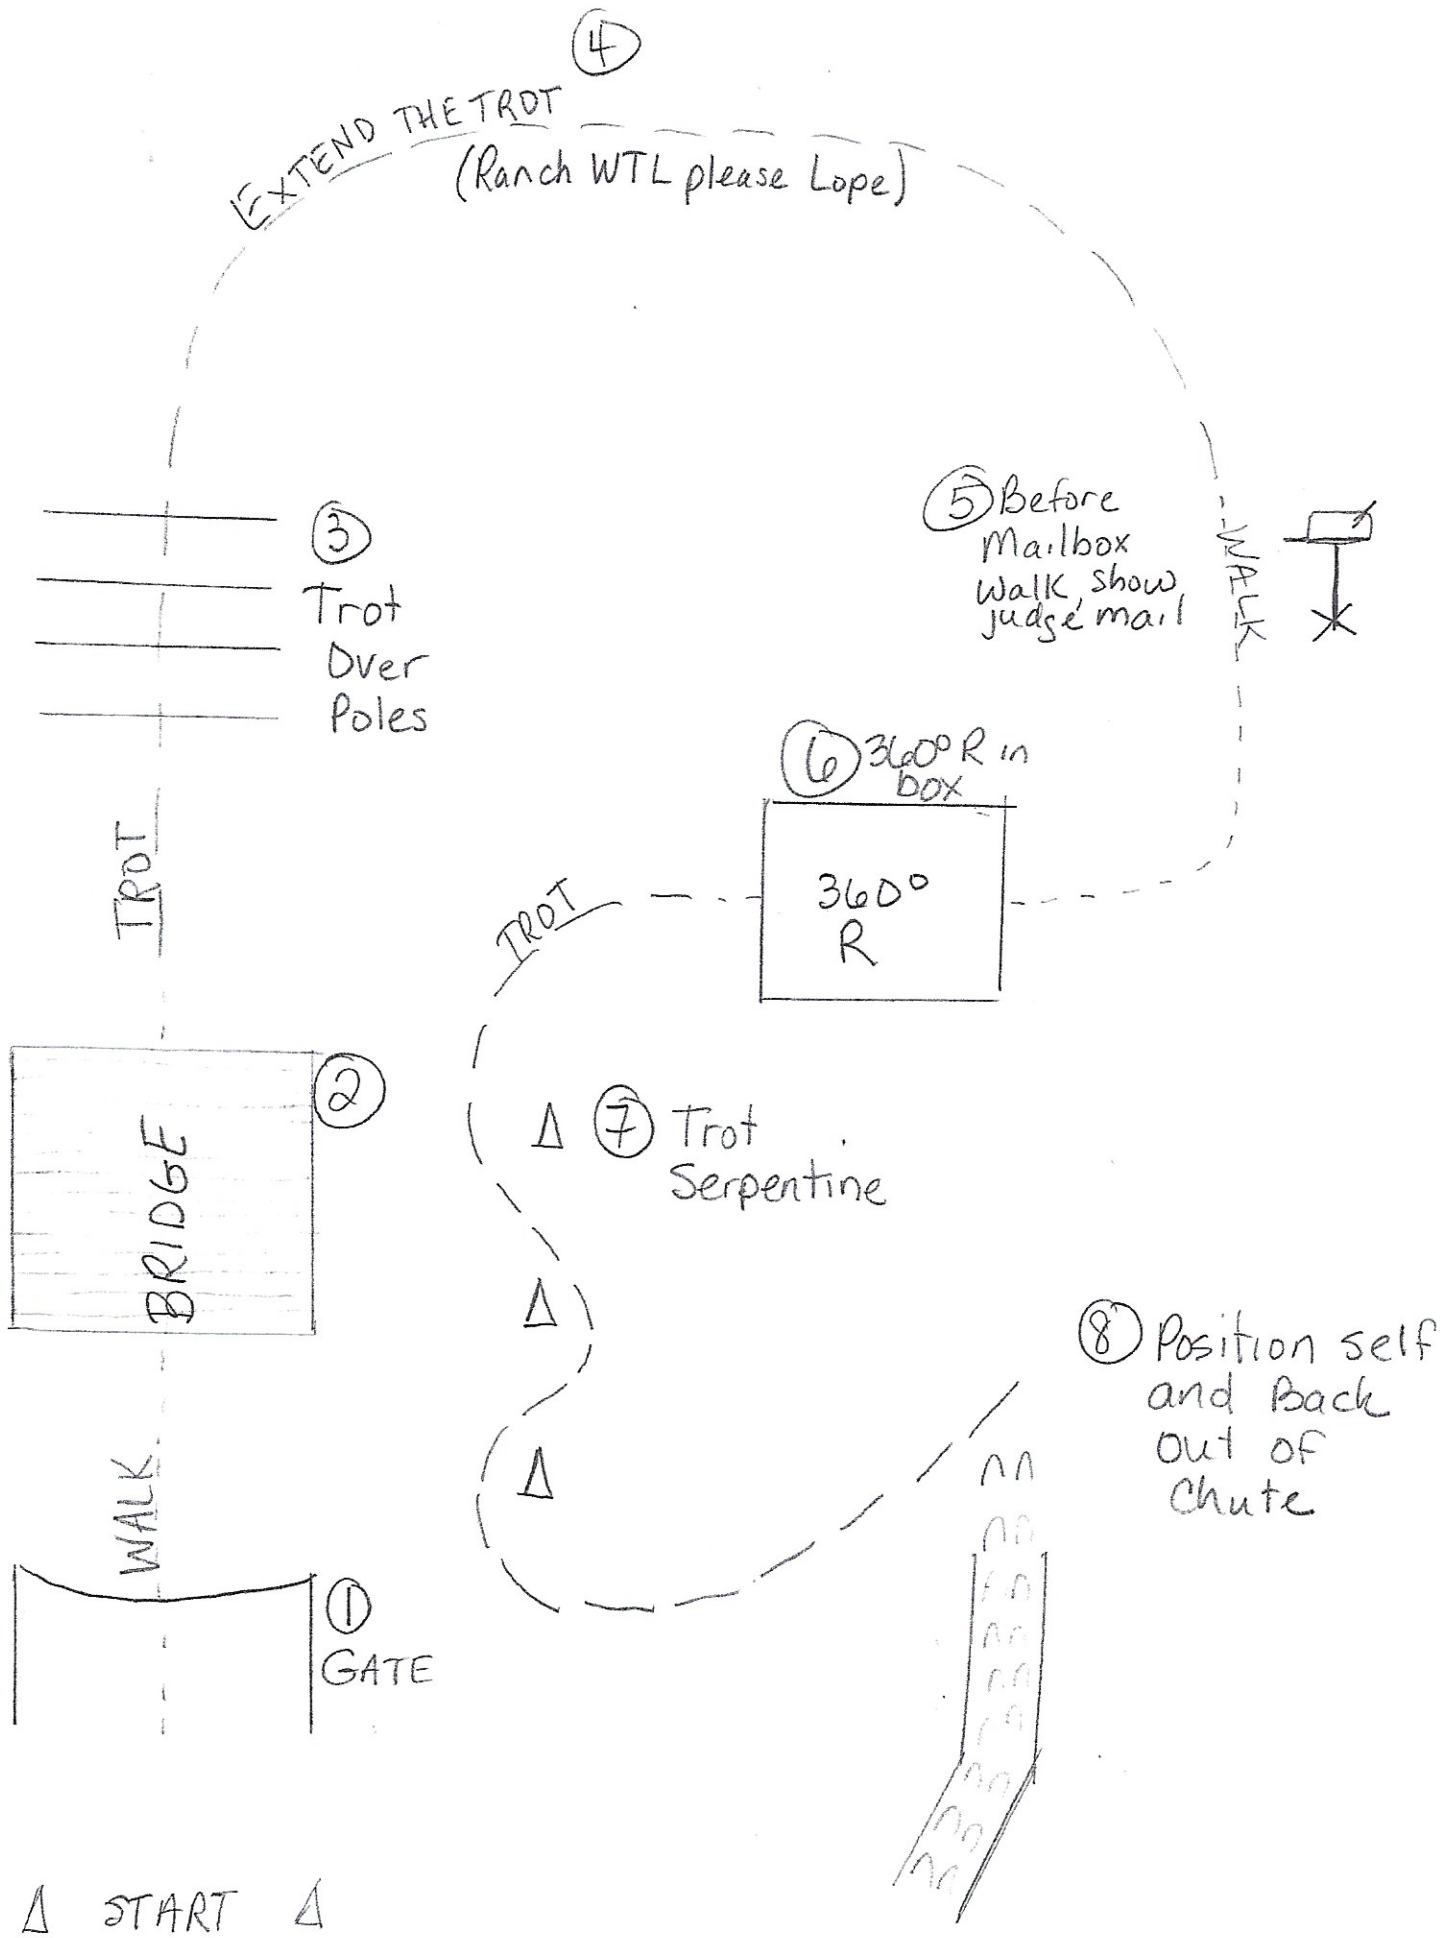 4
EXTEND THE TROT
(Ranch WTL please Lope)
5 Before
Mailbox
walk, show
judge mail
WALK
3
Trot
Over
Poles
6 360° R in
box
360°
R
TROT
TROT
2
BRIDGE
7 Trot
Serpentine
8 Position self
and Back
out of
Chute
WALK
1
GATE
START